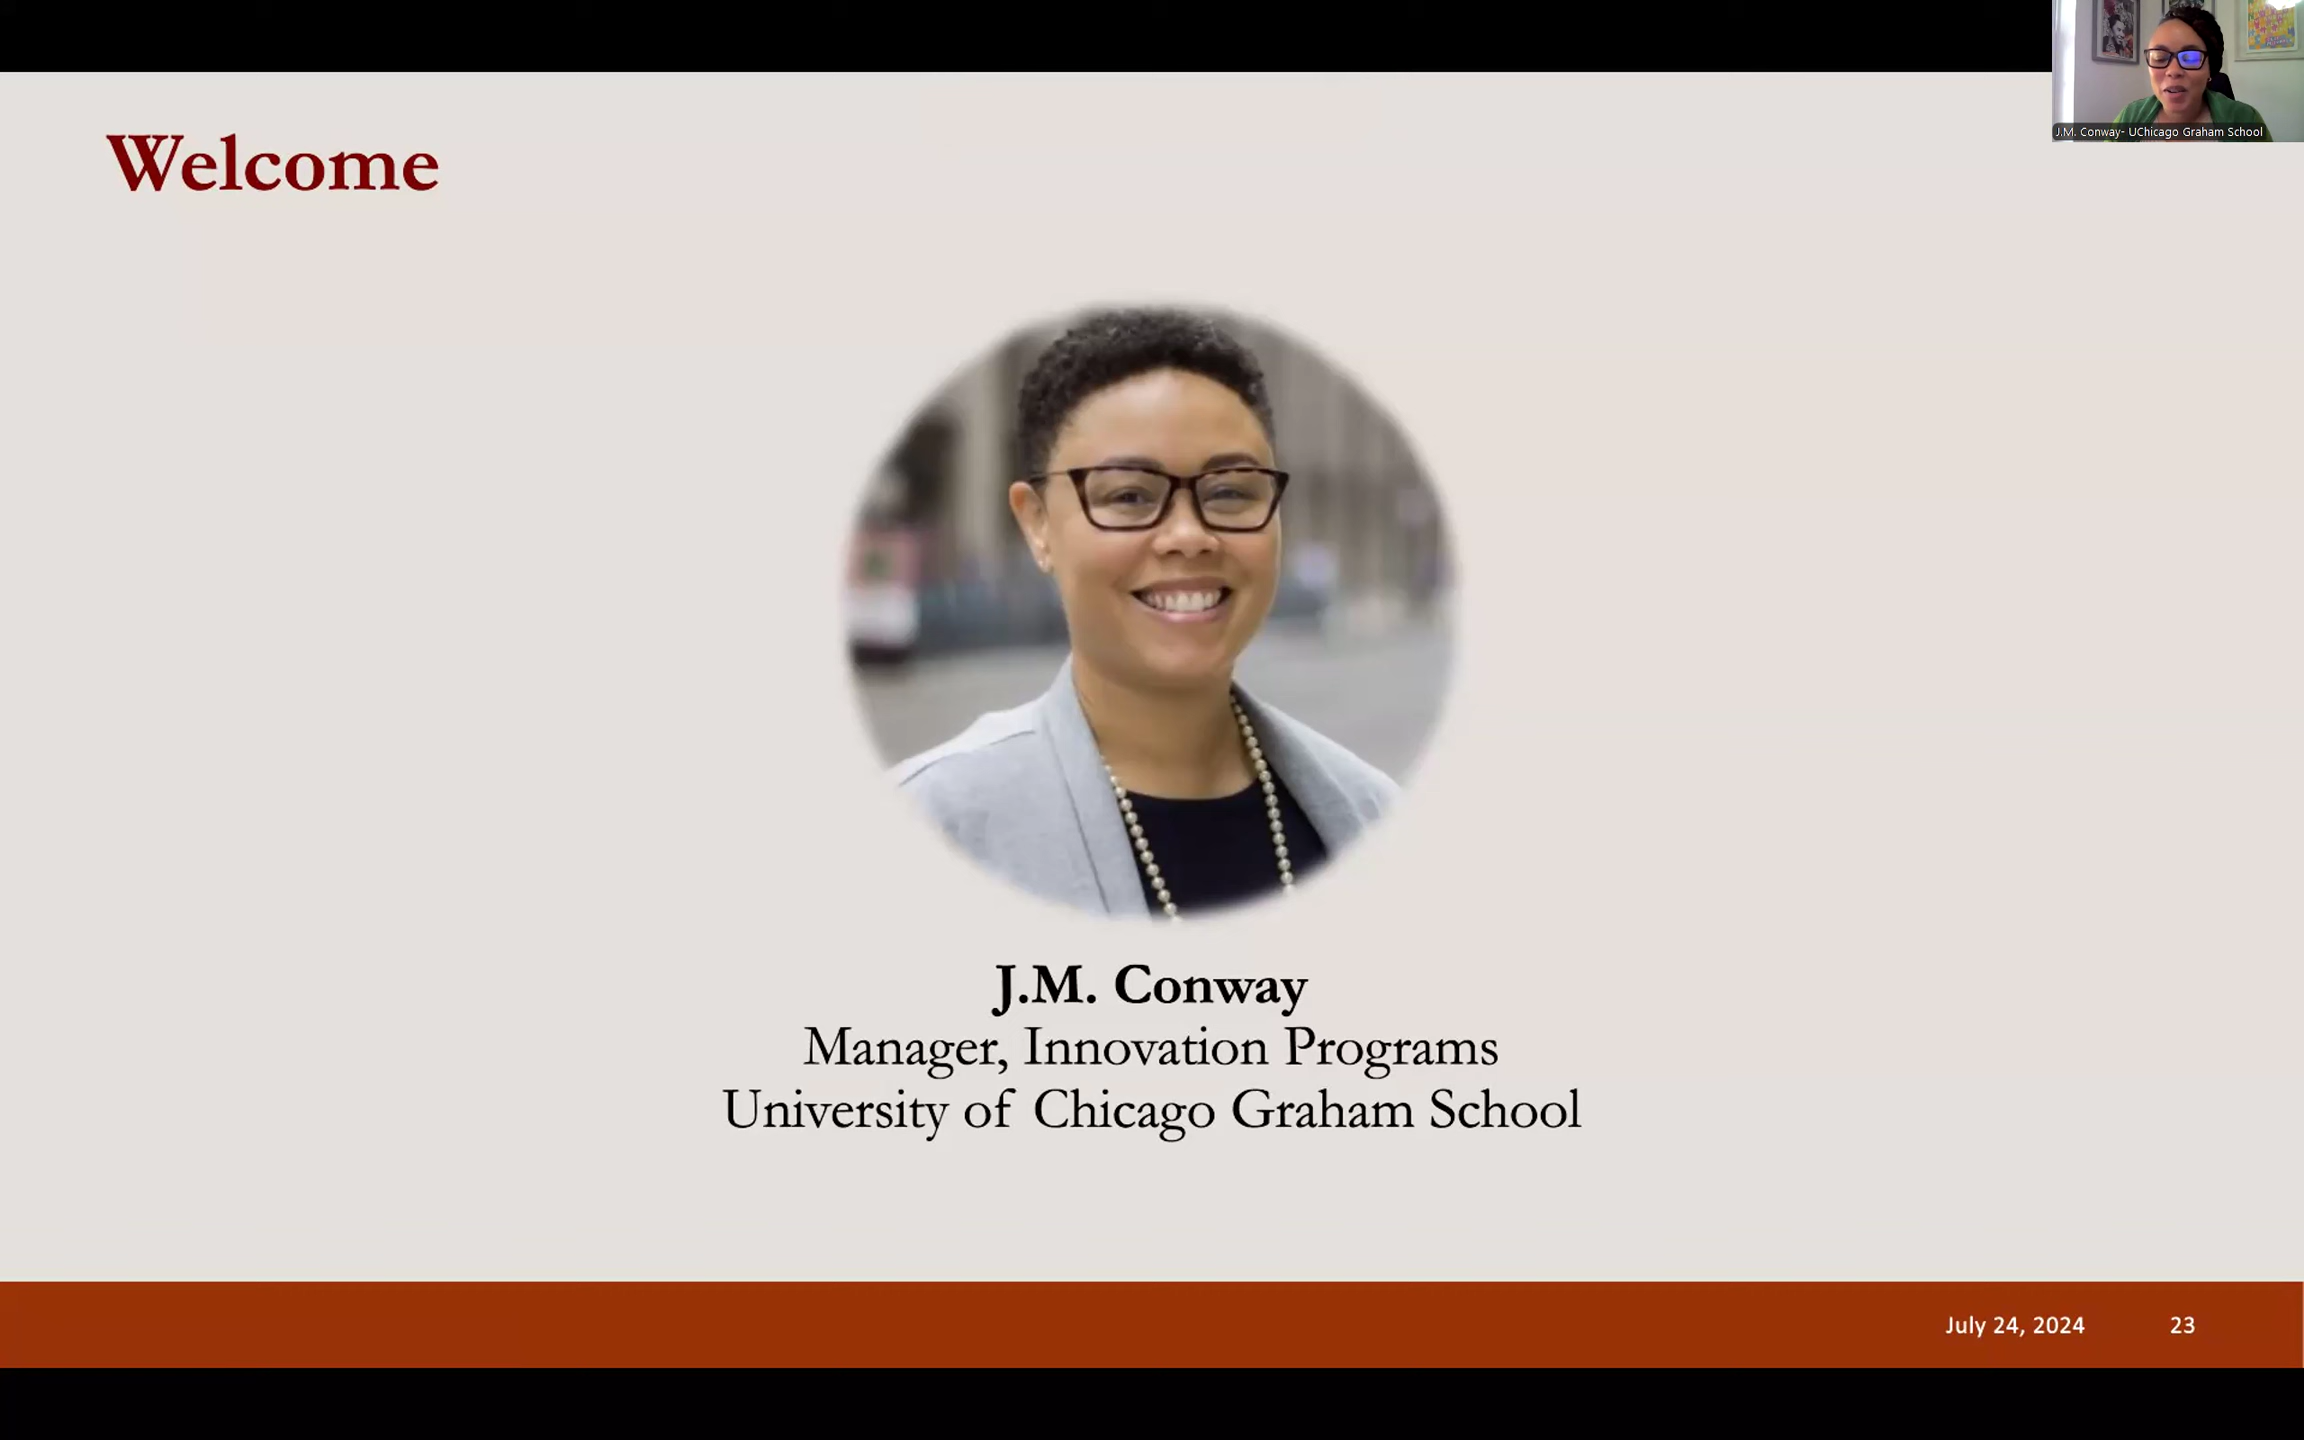 Welcome
J.M. Conway- UChicago Graham School
J.M. Conway
Manager, Innovation Programs
University of Chicago Graham School
July 24, 2024
23